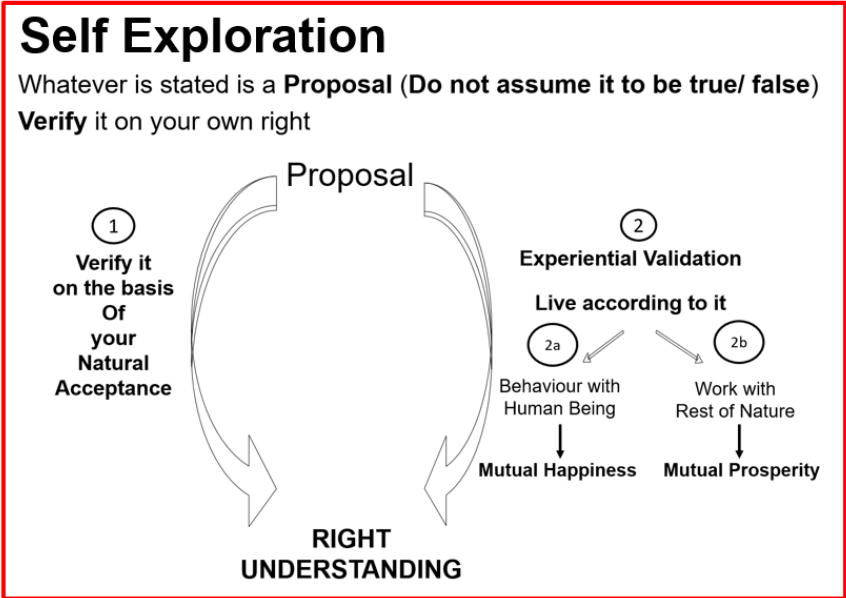 Self Exploration
Whatever is stated is a Proposal (Do not assume it to be true/ false)
Verify it on your own right
Proposal
1
Verify it
on the basis
Of
your
Natural
Acceptance
2
Experiential Validation
Live according to it
2a
Behaviour with
Human Being
Mutual Happiness
2b
Work with
Rest of Nature
Mutual Prosperity
RIGHT
UNDERSTANDING